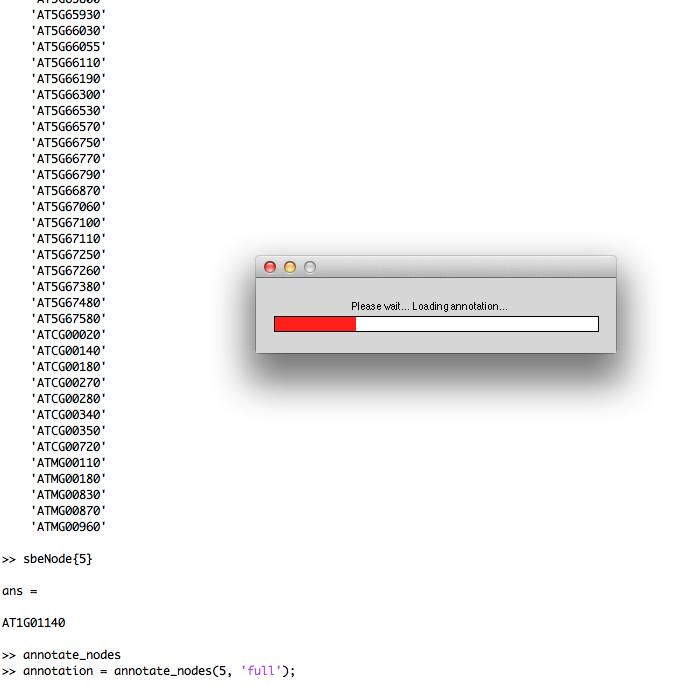 'AT5G65800'
'AT5G65930'
'AT5G66030'
'AT5G66055'
'AT5G66110'
'AT5G66190'
'AT5G66300'
'AT5G66530'
'AT5G66570'
'AT5G66750'
'AT5G66770'
'AT5G66790'
'AT5G66870'
'AT5G67060'
'AT5G67100'
'AT5G67110'
'AT5G67250'
'AT5G67260'
'AT5G67380'
'AT5G67480'
'AT5G67580'
'ATCG00020'
'ATCG00140'
'ATCG00180'
'ATCG00270'
'ATCG00280'
'ATCG00340'
'ATCG00350'
'ATCG00720'
'ATMG00110'
'ATMG00180'
'ATMG00830'
'ATMG00870'
'ATMG00960'
>> sbeNode{5}
ans =
AT1G01140
>> annotate_nodes
>> annotation = annotate_nodes(5, 'full');
Please wait... Loading annotation...